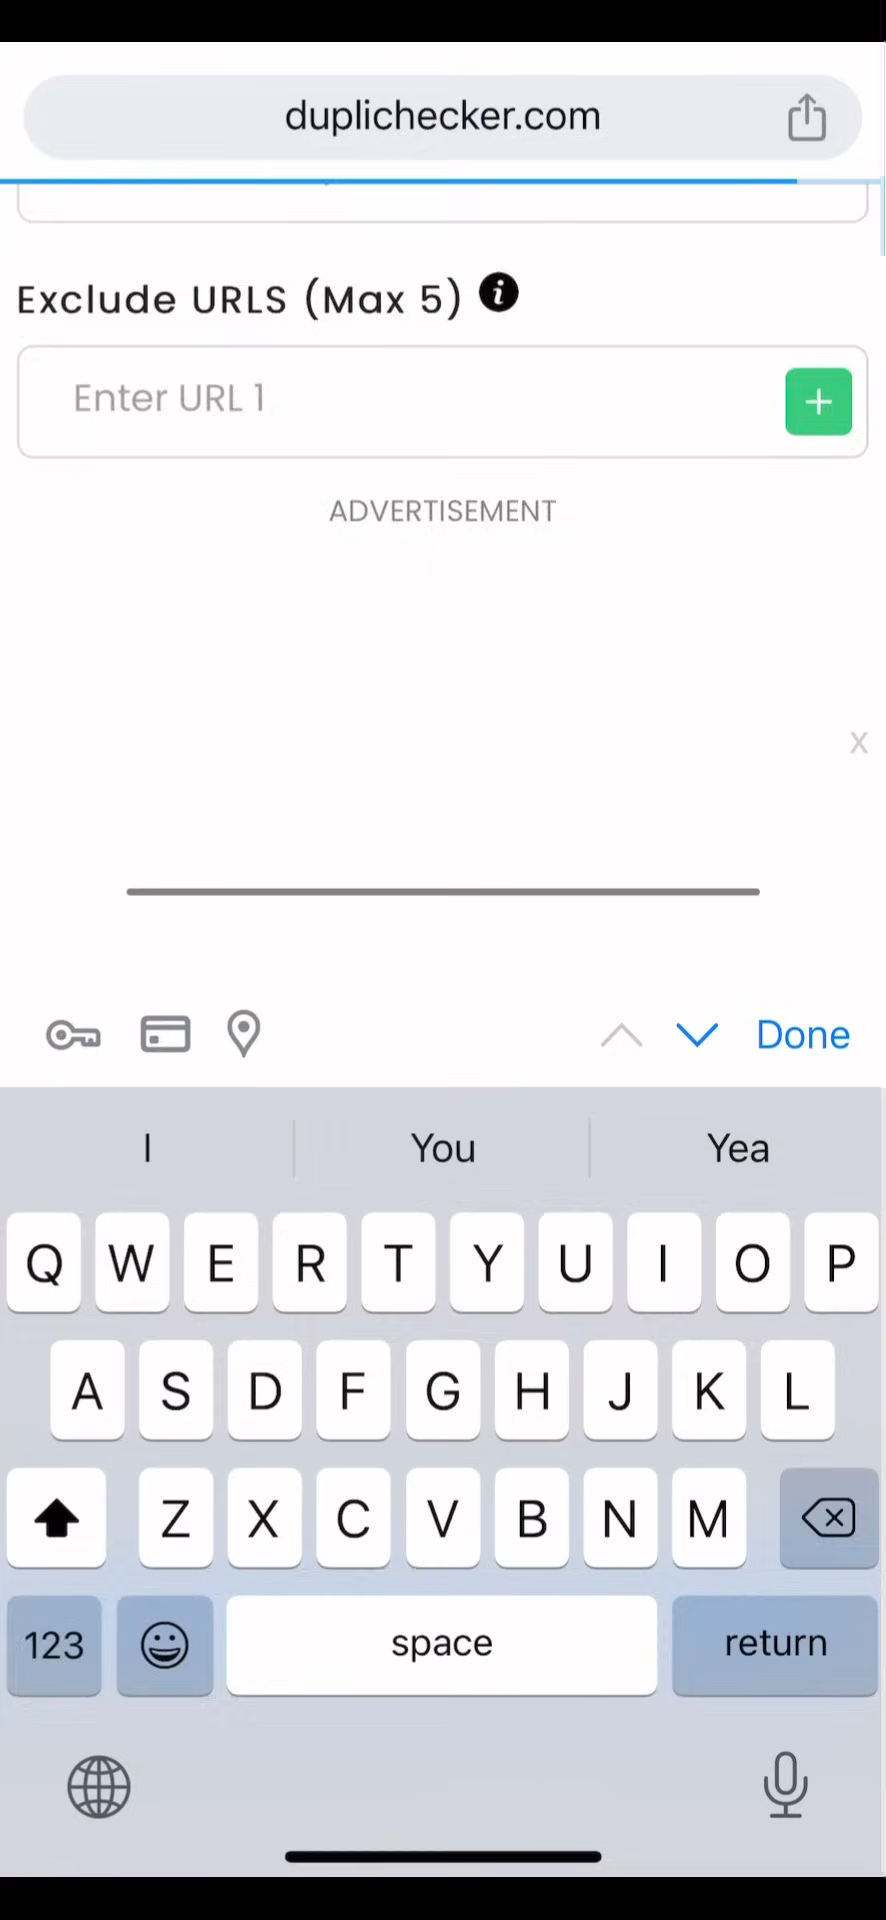 duplichecker.com
Exclude URLS (Max 5) i
Enter URL 1 +
ADVERTISEMENT
X
Done
I You Yea
Q W E R T Y U I O P
A S D F G H J K L
Z X C V B N M
123 space return